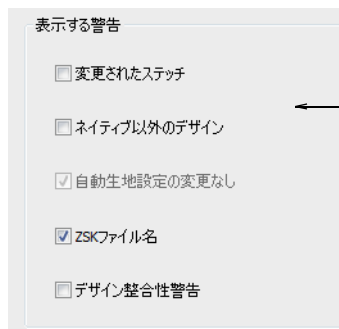 表示する警告
変更されたステッチ
ネイティブ以外のデザイン
自動生地設定の変更なし
ZSKファイル名
デザイン整合性警告